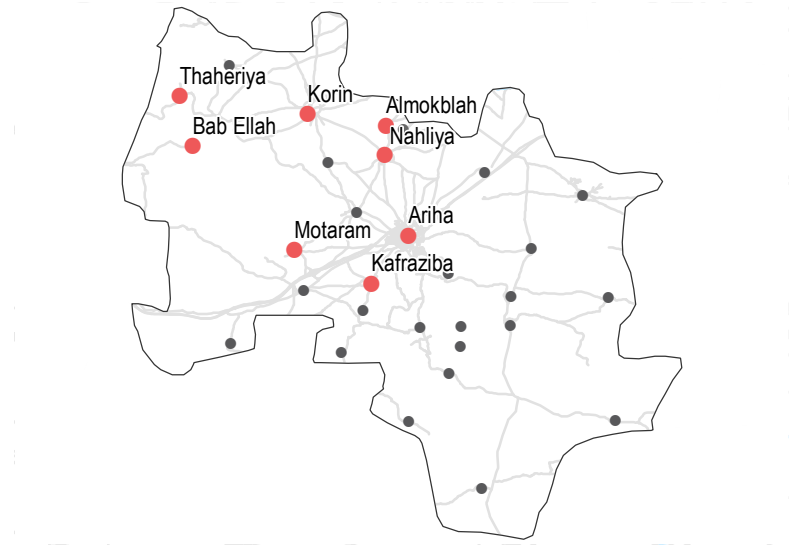 Thaheriya
Korin
Almokblah
Bab Ellah
Nahliya
Ariha
Motaram
Kafraziba